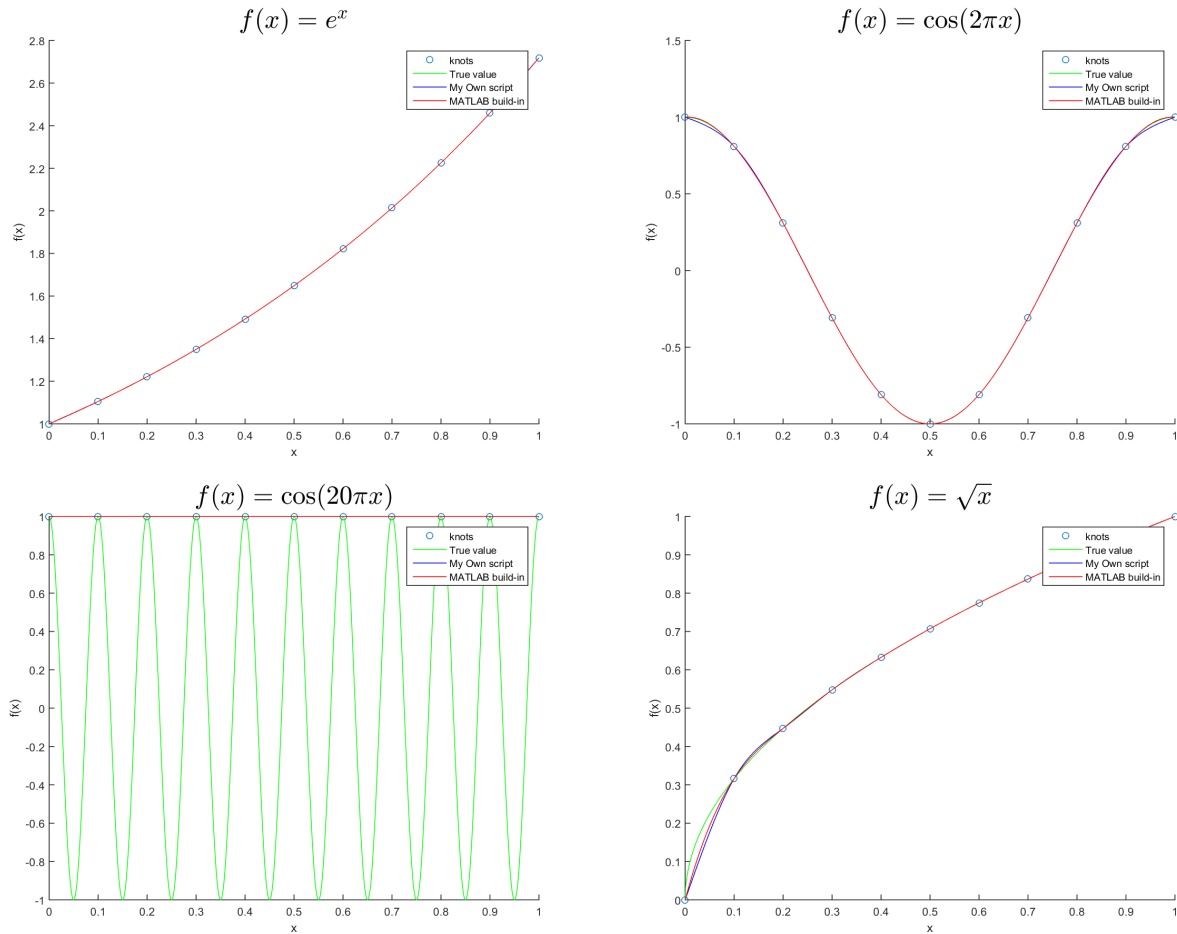 f(x) = e^x
2.8
2.6
2.4
2.2
2
1.8
1.6
1.4
1.2
1
f(x)
knots
True value
My Own script
MATLAB build-in
0 0.1 0.2 0.3 0.4 0.5 0.6 0.7 0.8 0.9 1
x
f(x) = cos(2πx)
1.5
1
0.5
0
-0.5
-1
f(x)
knots
True value
My Own script
MATLAB build-in
0 0.1 0.2 0.3 0.4 0.5 0.6 0.7 0.8 0.9 1
x
f(x) = cos(20πx)
1
0.8
0.6
0.4
0.2
0
-0.2
-0.4
-0.6
-0.8
-1
f(x)
knots
True value
My Own script
MATLAB build-in
0 0.1 0.2 0.3 0.4 0.5 0.6 0.7 0.8 0.9 1
x
f(x) = √x
1
0.9
0.8
0.7
0.6
0.5
0.4
0.3
0.2
0.1
0
f(x)
knots
True value
My Own script
MATLAB build-in
0 0.1 0.2 0.3 0.4 0.5 0.6 0.7 0.8 0.9 1
x